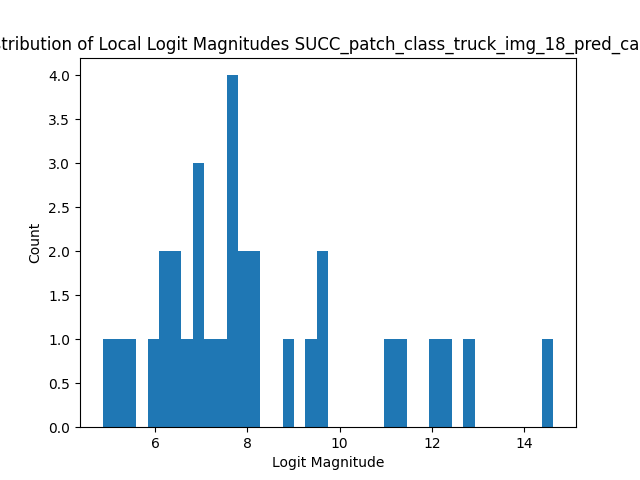 tribution of Local Logit Magnitudes SUCC_patch_class_truck_img_18_pred_ca
4.0
3.5
3.0
2.5
2.0
1.5
1.0
0.5
0.0
Count
6 8 10 12 14
Logit Magnitude